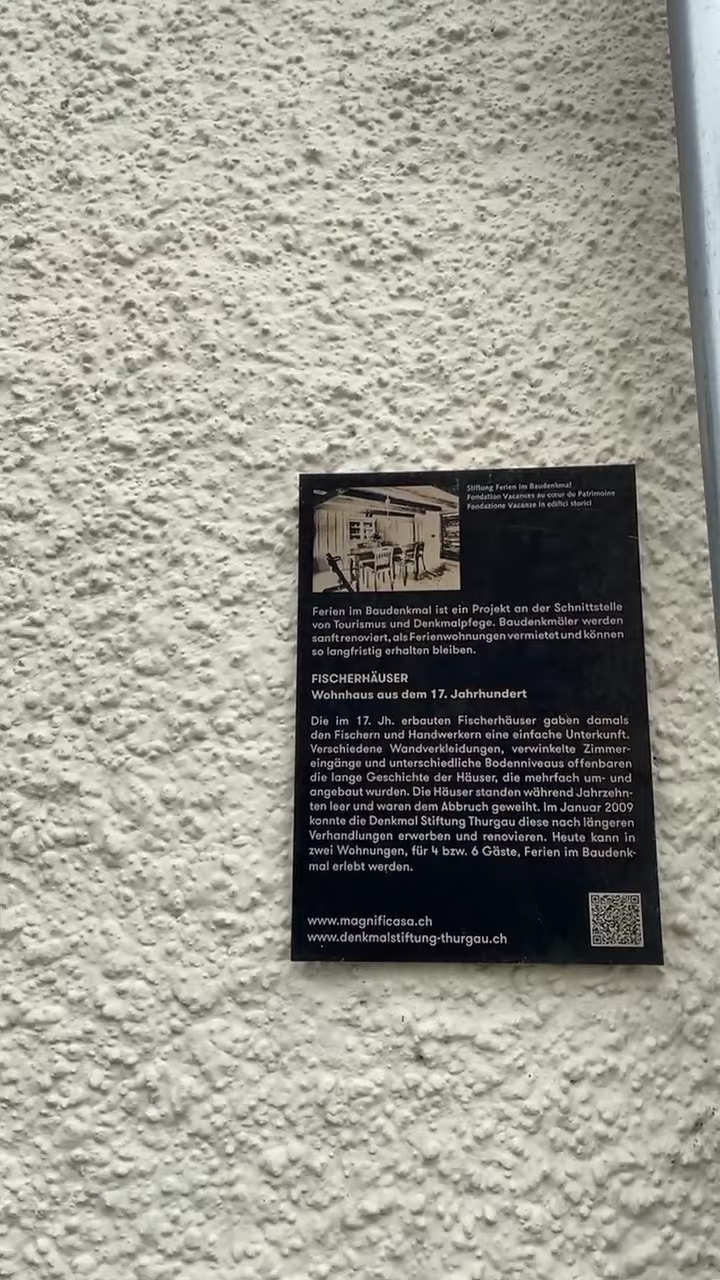 Stiftung Ferien im Baudenkmal
Fondation Vacances au cœur du Patrimoine
Fondazione Vacanze in edifici storici
Ferien im Baudenkmal ist ein Projekt an der Schnittstelle
von Tourismus und Denkmalpfege. Baudenkmäler werden
sanft renoviert, als Ferienwohnungen vermietet und können
so langfristig erhalten bleiben.
FISCHERHÄUSER
Wohnhaus aus dem 17. Jahrhundert
Die im 17. Jh. erbauten Fischerhäuser gaben damals
den Fischern und Handwerkern eine einfache Unterkunft.
Verschiedene Wandverkleidungen, verwinkelte Zimmer-
eingänge und unterschiedliche Bodenniveaus offenbaren
die lange Geschichte der Häuser, die mehrfach um- und
angebaut wurden. Die Häuser standen während Jahrzehn-
ten leer und waren dem Abbruch geweiht. Im Januar 2009
konnte die Denkmal Stiftung Thurgau diese nach längeren
Verhandlungen erwerben und renovieren. Heute kann in
zwei Wohnungen, für 4 bzw. 6 Gäste, Ferien im Baudenk-
mal erlebt werden.
www.magnificasa.ch
www.denkmalstiftung-thurgau.ch